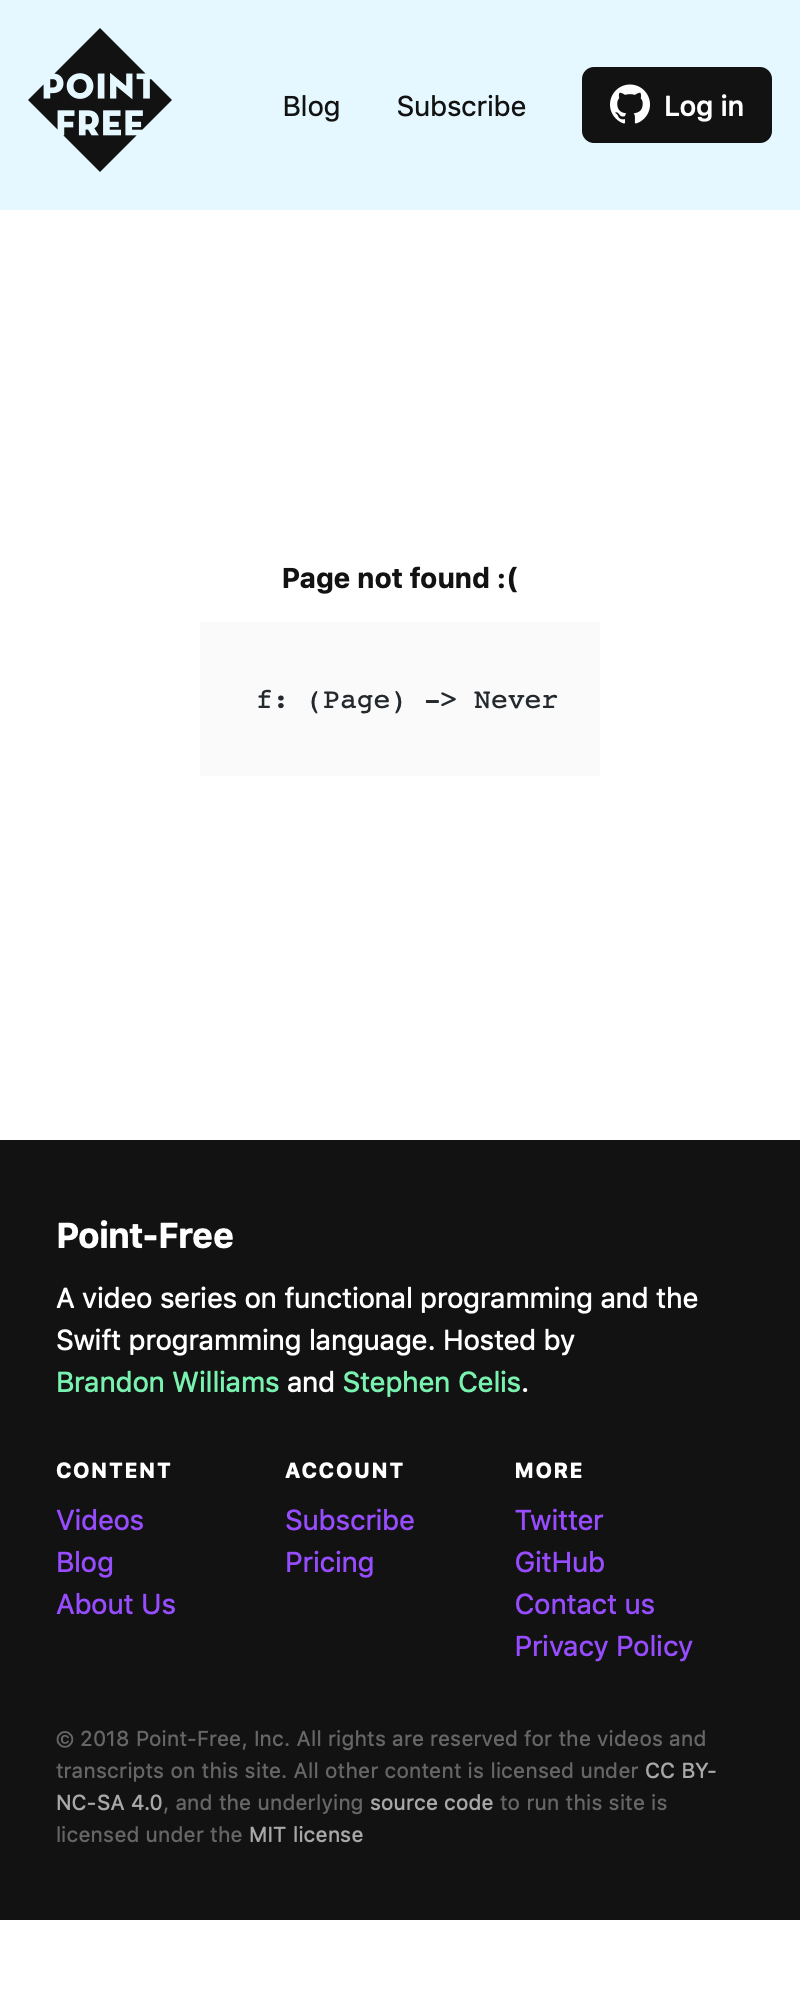 POINT
FREE
Blog
Subscribe
Log in
Page not found :(
f: (Page) -> Never
Point-Free
A video series on functional programming and the
Swift programming language. Hosted by
Brandon Williams and Stephen Celis.
CONTENT
Videos
Blog
About Us
ACCOUNT
Subscribe
Pricing
MORE
Twitter
GitHub
Contact us
Privacy Policy
© 2018 Point-Free, Inc. All rights are reserved for the videos and
transcripts on this site. All other content is licensed under CC BY-
NC-SA 4.0, and the underlying source code to run this site is
licensed under the MIT license